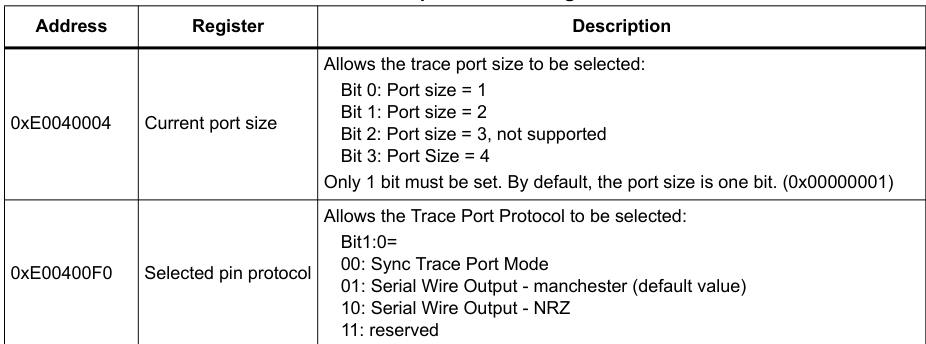 Address Register Description
Allows the trace port size to be selected:
Bit 0: Port size = 1
Bit 1: Port size = 2
0xE0040004 Current port size
Bit 2: Port size = 3, not supported
Bit 3: Port Size = 4
Only 1 bit must be set. By default, the port size is one bit. (0x00000001)
Allows the Trace Port Protocol to be selected:
Bit1:0=
00: Sync Trace Port Mode
0xE00400F0 Selected pin protocol
01: Serial Wire Output - manchester (default value)
10: Serial Wire Output - NRZ
11: reserved